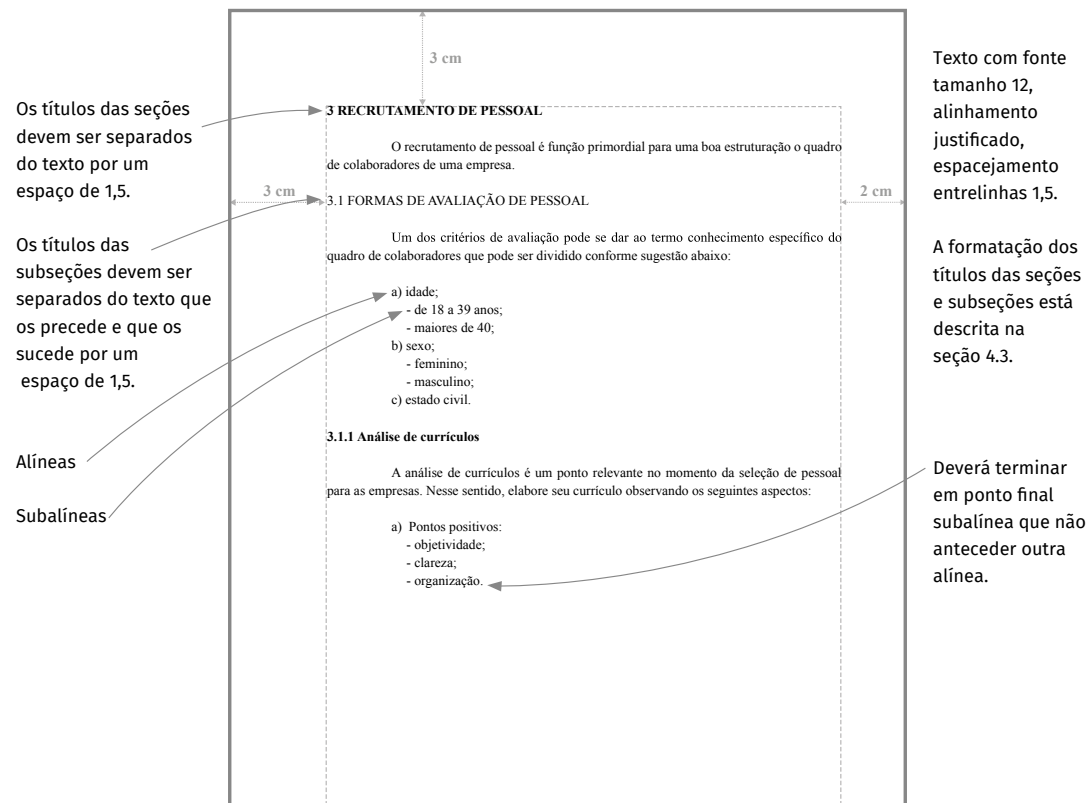 Os títulos das seções
devem ser separados
do texto por um
espaço de 1,5.
Os títulos das
subseções devem ser
separados do texto que
os precede e que os
sucede por um
espaço de 1,5.
Alíneas
Subalíneas
3 cm
3 cm
2 cm
3 RECRUTAMENTO DE PESSOAL
O recrutamento de pessoal é função primordial para uma boa estruturação o quadro
de colaboradores de uma empresa.
3.1 FORMAS DE AVALIAÇÃO DE PESSOAL
Um dos critérios de avaliação pode se dar ao termo conhecimento específico do
quadro de colaboradores que pode ser dividido conforme sugestão abaixo:
a) idade;
- de 18 a 39 anos;
- maiores de 40;
b) sexo;
- feminino;
- masculino;
c) estado civil.
3.1.1 Análise de currículos
A análise de currículos é um ponto relevante no momento da seleção de pessoal
para as empresas. Nesse sentido, elabore seu currículo observando os seguintes aspectos:
a) Pontos positivos:
- objetividade;
- clareza;
- organização.
Texto com fonte
tamanho 12,
alinhamento
justificado,
espacejamento
entrelinhas 1,5.
A formatação dos
títulos das seções
e subseções está
descrita na
seção 4.3.
Deverá terminar
em ponto final
subalínea que não
anteceder outra
alínea.